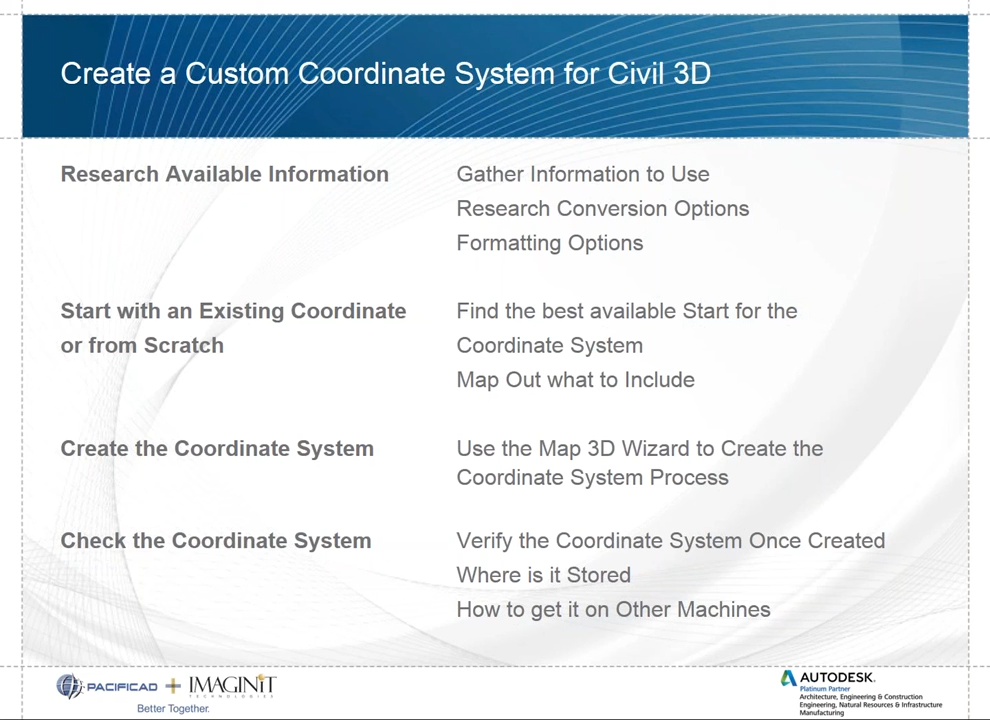 Create a Custom Coordinate System for Civil 3D
Research Available Information
Gather Information to Use
Research Conversion Options
Formatting Options
Start with an Existing Coordinate
or from Scratch
Find the best available Start for the
Coordinate System
Map Out what to Include
Create the Coordinate System
Use the Map 3D Wizard to Create the
Coordinate System Process
Check the Coordinate System
Verify the Coordinate System Once Created
Where is it Stored
How to get it on Other Machines
PACIFICAD + IMAGINiT
TECHNOLOGIES
Better Together.
AUTODESK.
Platinum Partner
Architecture, Engineering & Construction
Engineering, Natural Resources & Infrastructure
Manufacturing